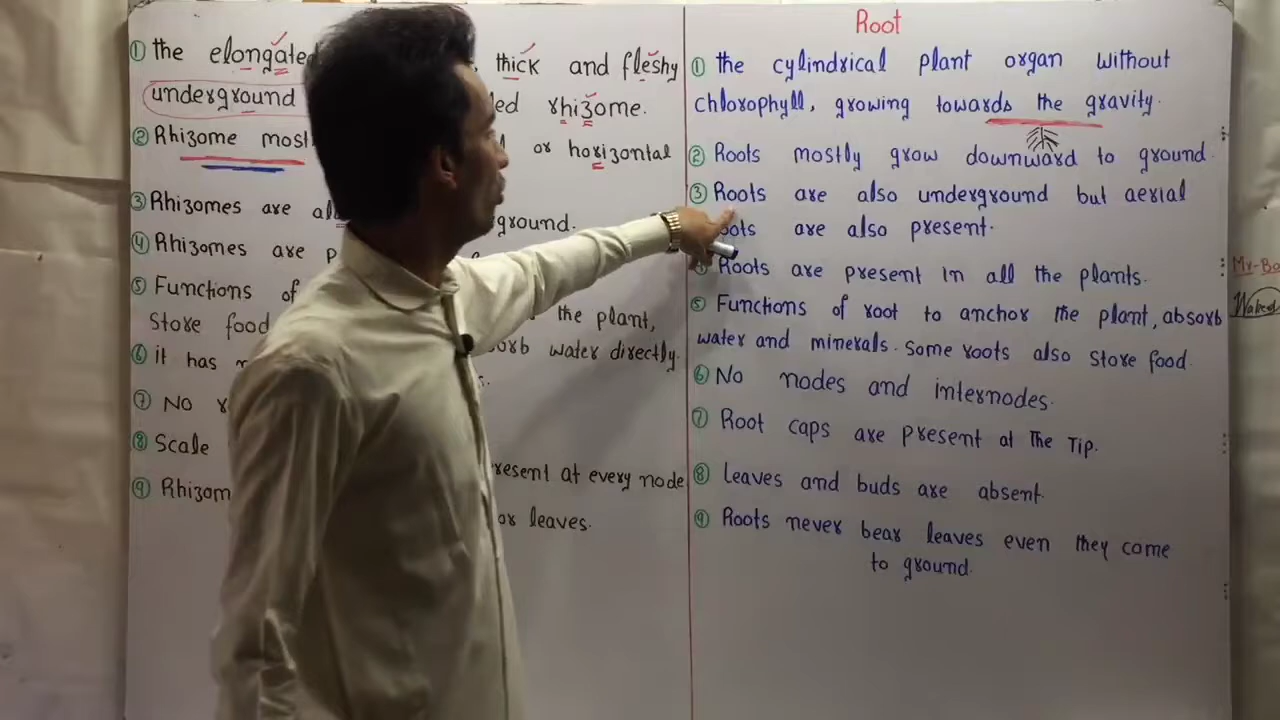 ① the elongated thick and fleshy
underground rhizome.
② Rhizome most or horizontal
③ Rhizomes are ground.
④ Rhizomes are
⑤ Functions of the plant,
Store food water directly.
⑥ it has
⑦ No
⑧ Scale present at every node
⑨ or leaves.
Root
① the cylindrical plant organ without
chlorophyll, growing towards the gravity.
② Roots mostly grow downward to ground
③ Roots are also underground but aerial
are also present.
Roots are present in all the plants.
⑤ Functions of root to anchor the plant, absorb
water and minerals. Some roots also store food.
⑥ No nodes and internodes.
⑦ Root caps are present at The Tip.
⑧ Leaves and buds are absent.
⑨ Roots never bear leaves even they come
to ground.